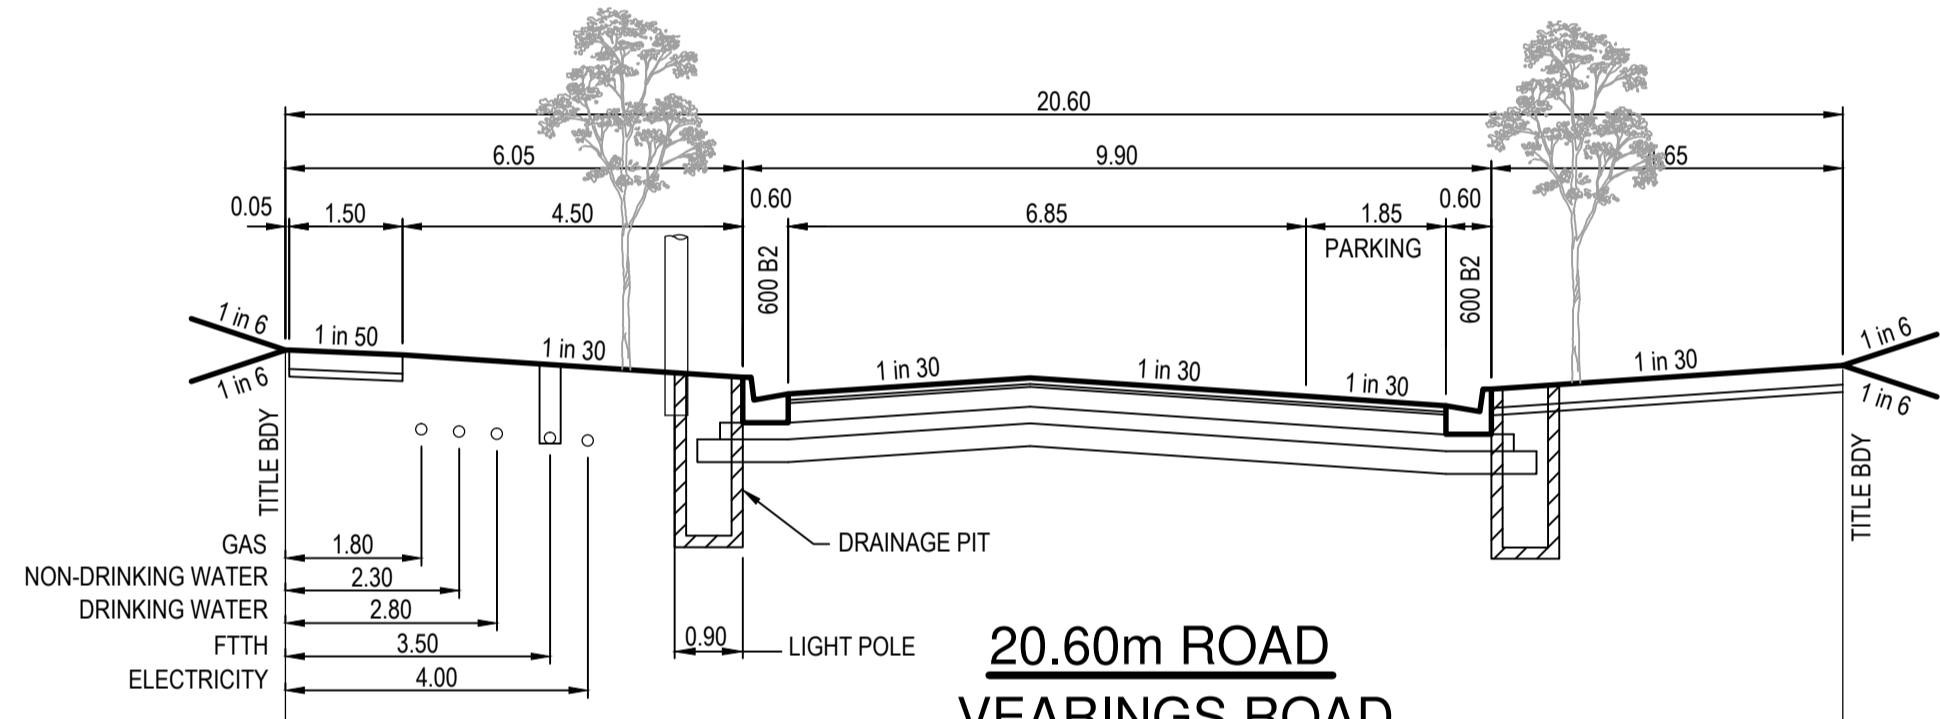 20.60
6.05
9.90
.65
0.05
1.50
4.50
0.60
6.85
1.85
0.60
PARKING
600 B2
600 B2
1 in 6
1 in 6
1 in 50
1 in 30
1 in 30
1 in 30
1 in 30
1 in 30
1 in 6
1 in 6
TITLE BDY
TITLE BDY
DRAINAGE PIT
GAS 1.80
NON-DRINKING WATER 2.30
DRINKING WATER 2.80
FTTH 3.50
ELECTRICITY 4.00
0.90 LIGHT POLE
20.60m ROAD
VEARINGS ROAD